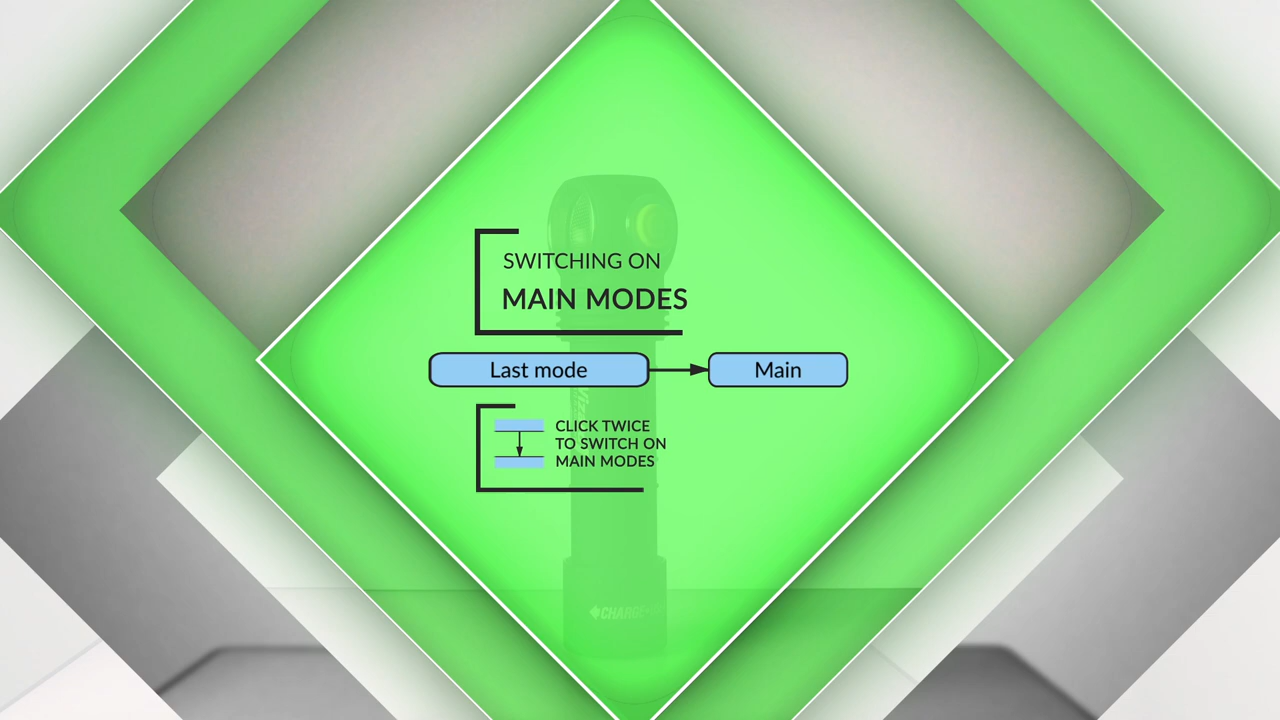 SWITCHING ON
MAIN MODES
Last mode
Main
CLICK TWICE
TO SWITCH ON
MAIN MODES